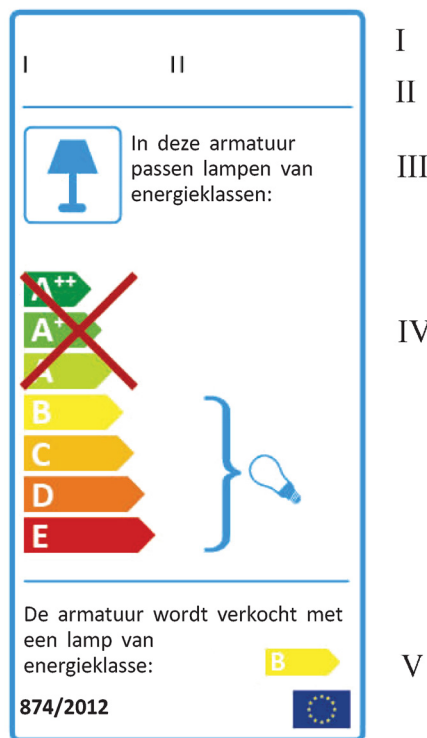 I
I II
II
In deze armatuur
passen lampen van
III
energieklassen:
A++
A+
IV
A
B
C
D
E
De armatuur wordt verkocht met
een lamp van
energieklasse: B V
874/2012